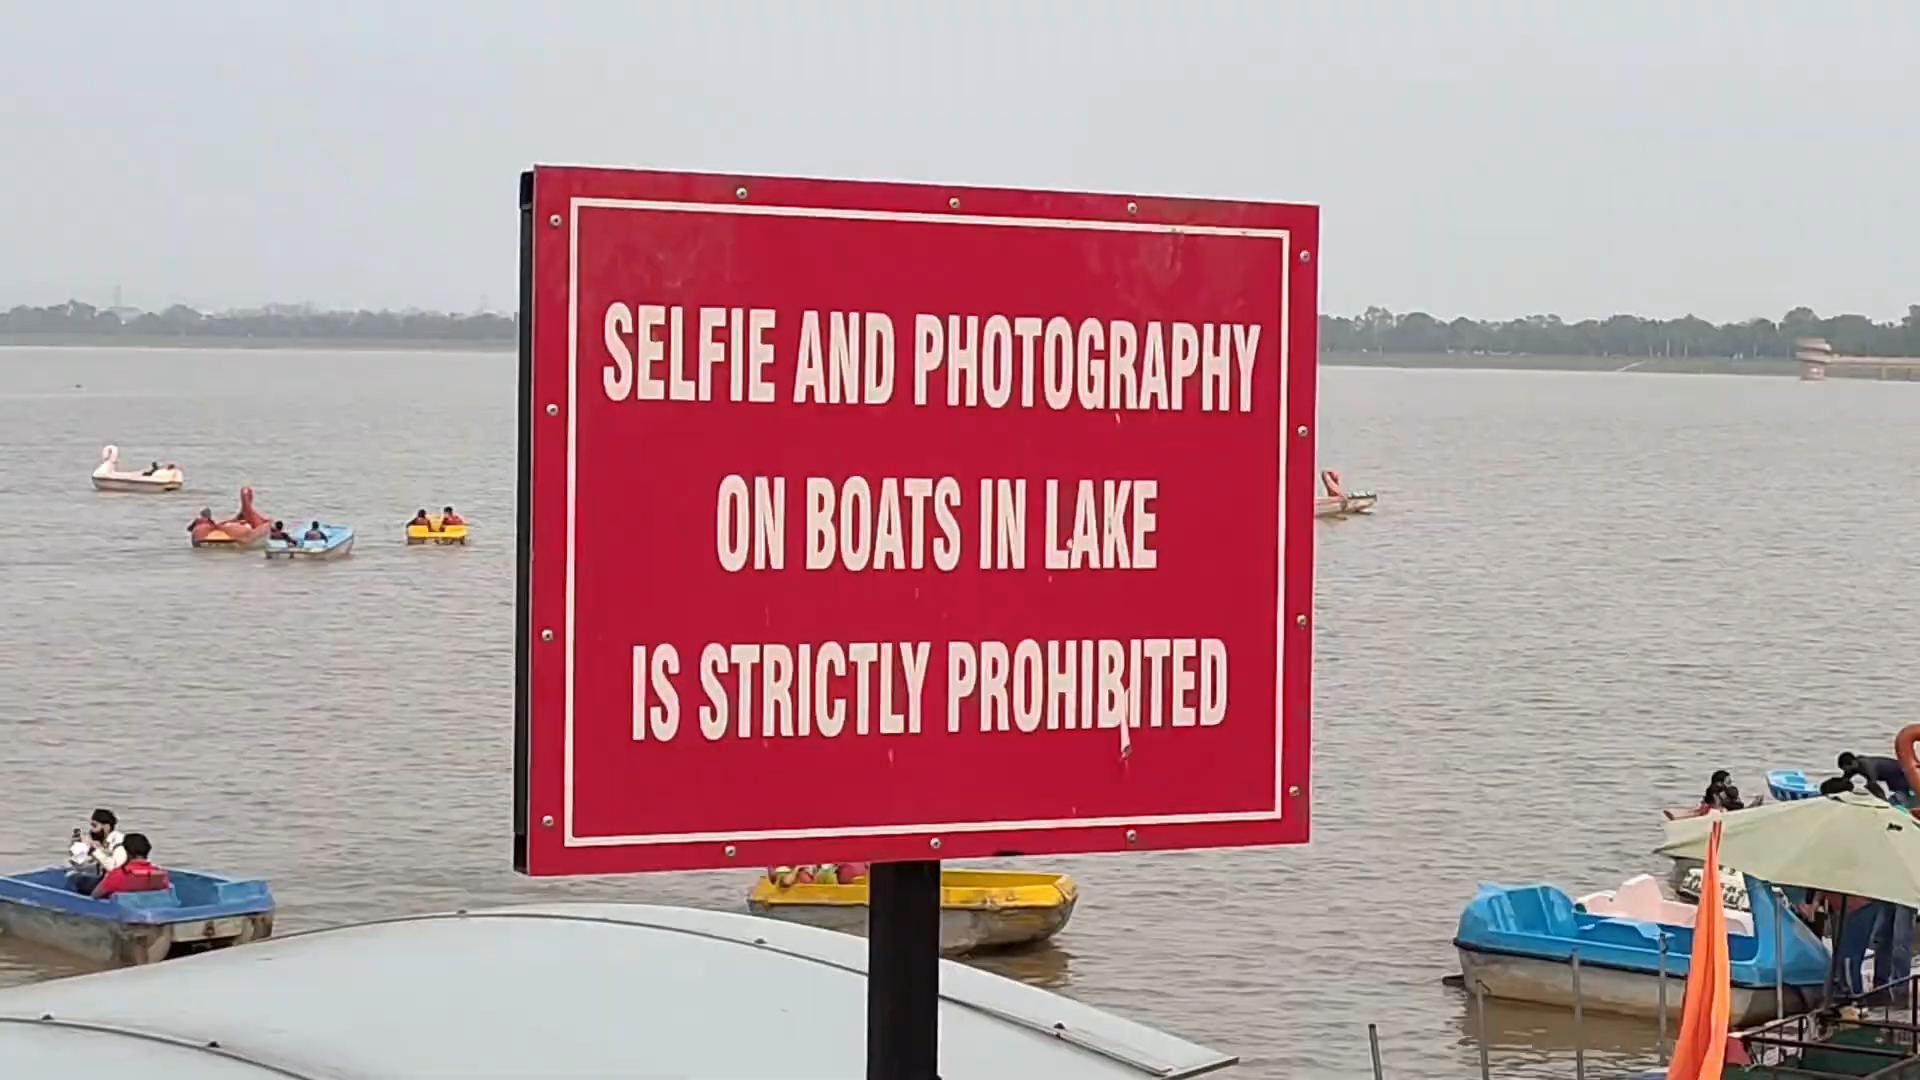 SELFIE AND PHOTOGRAPHY
ON BOATS IN LAKE
IS STRICTLY PROHIBITED